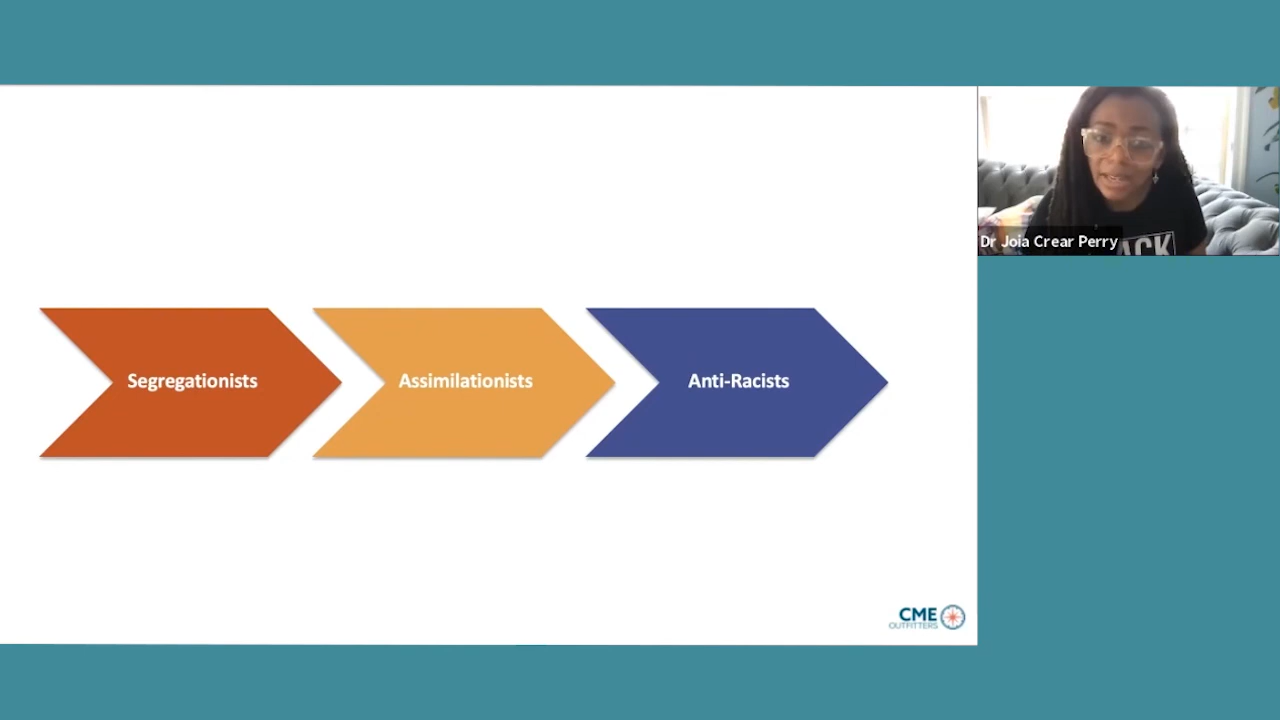 Segregationists
Assimilationists
Anti-Racists
Dr Joia Crear Perry
CME
OUTFITTERS